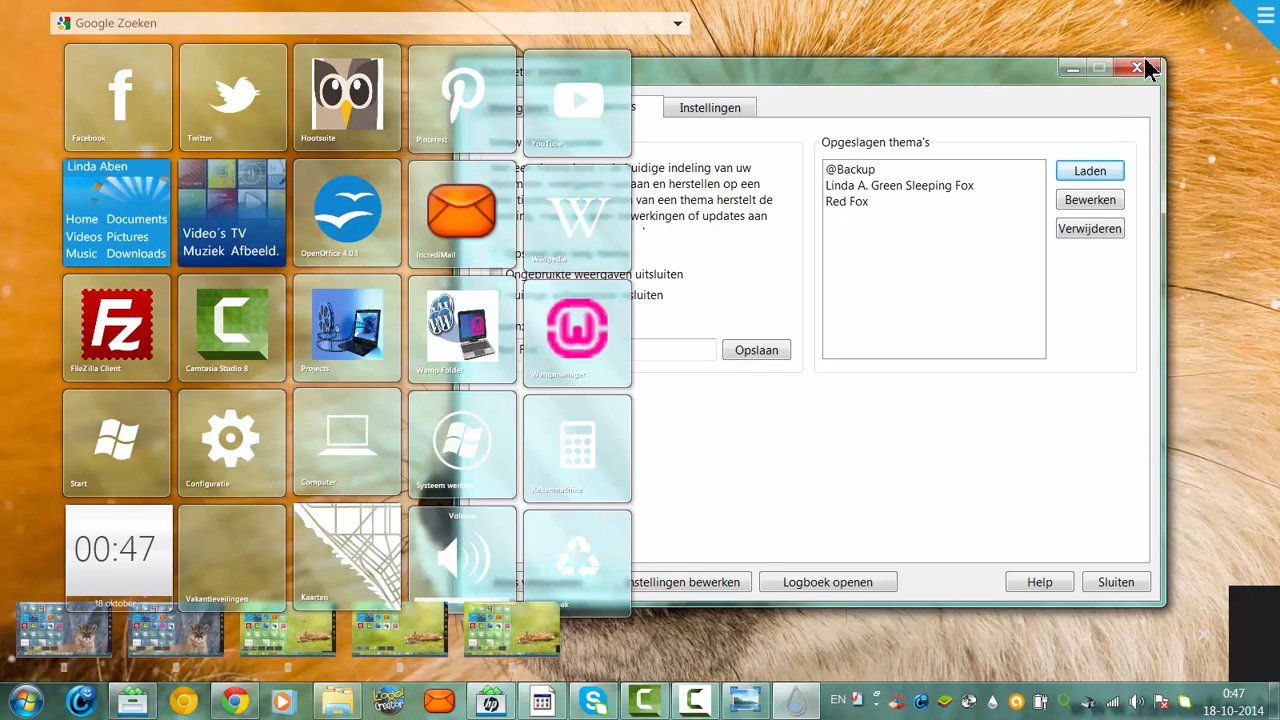 Google Zoeken
Facebook
Twitter
Hootsuite
Pinterest
YouTube
Linda Aben
Home Documents
Videos Pictures
Music Downloads
Video´s TV
Muziek Afbeeld.
OpenOffice 4.0.1
IncrediMail
Wikipedia
FileZilla Client
Camtasia Studio 8
Projects
Wamp Folder
Wampmanager
Start
Configuratie
Computer
Systeem
Rekenmachine
00:47
18 oktober
Vakantieveilingen
Kaarten
Volume
Instellingen
uidige indeling van uw
aan en herstellen op een
van een thema herstelt de
werkingen of updates aan
Ongebruikte weergaven uitsluiten
sluiten
Opslaan
Opgeslagen thema's
@Backup
Linda A. Green Sleeping Fox
Red Fox
Laden
Bewerken
Verwijderen
nstellingen bewerken
Logboek openen
Help
Sluiten
EN
0:47
18-10-2014